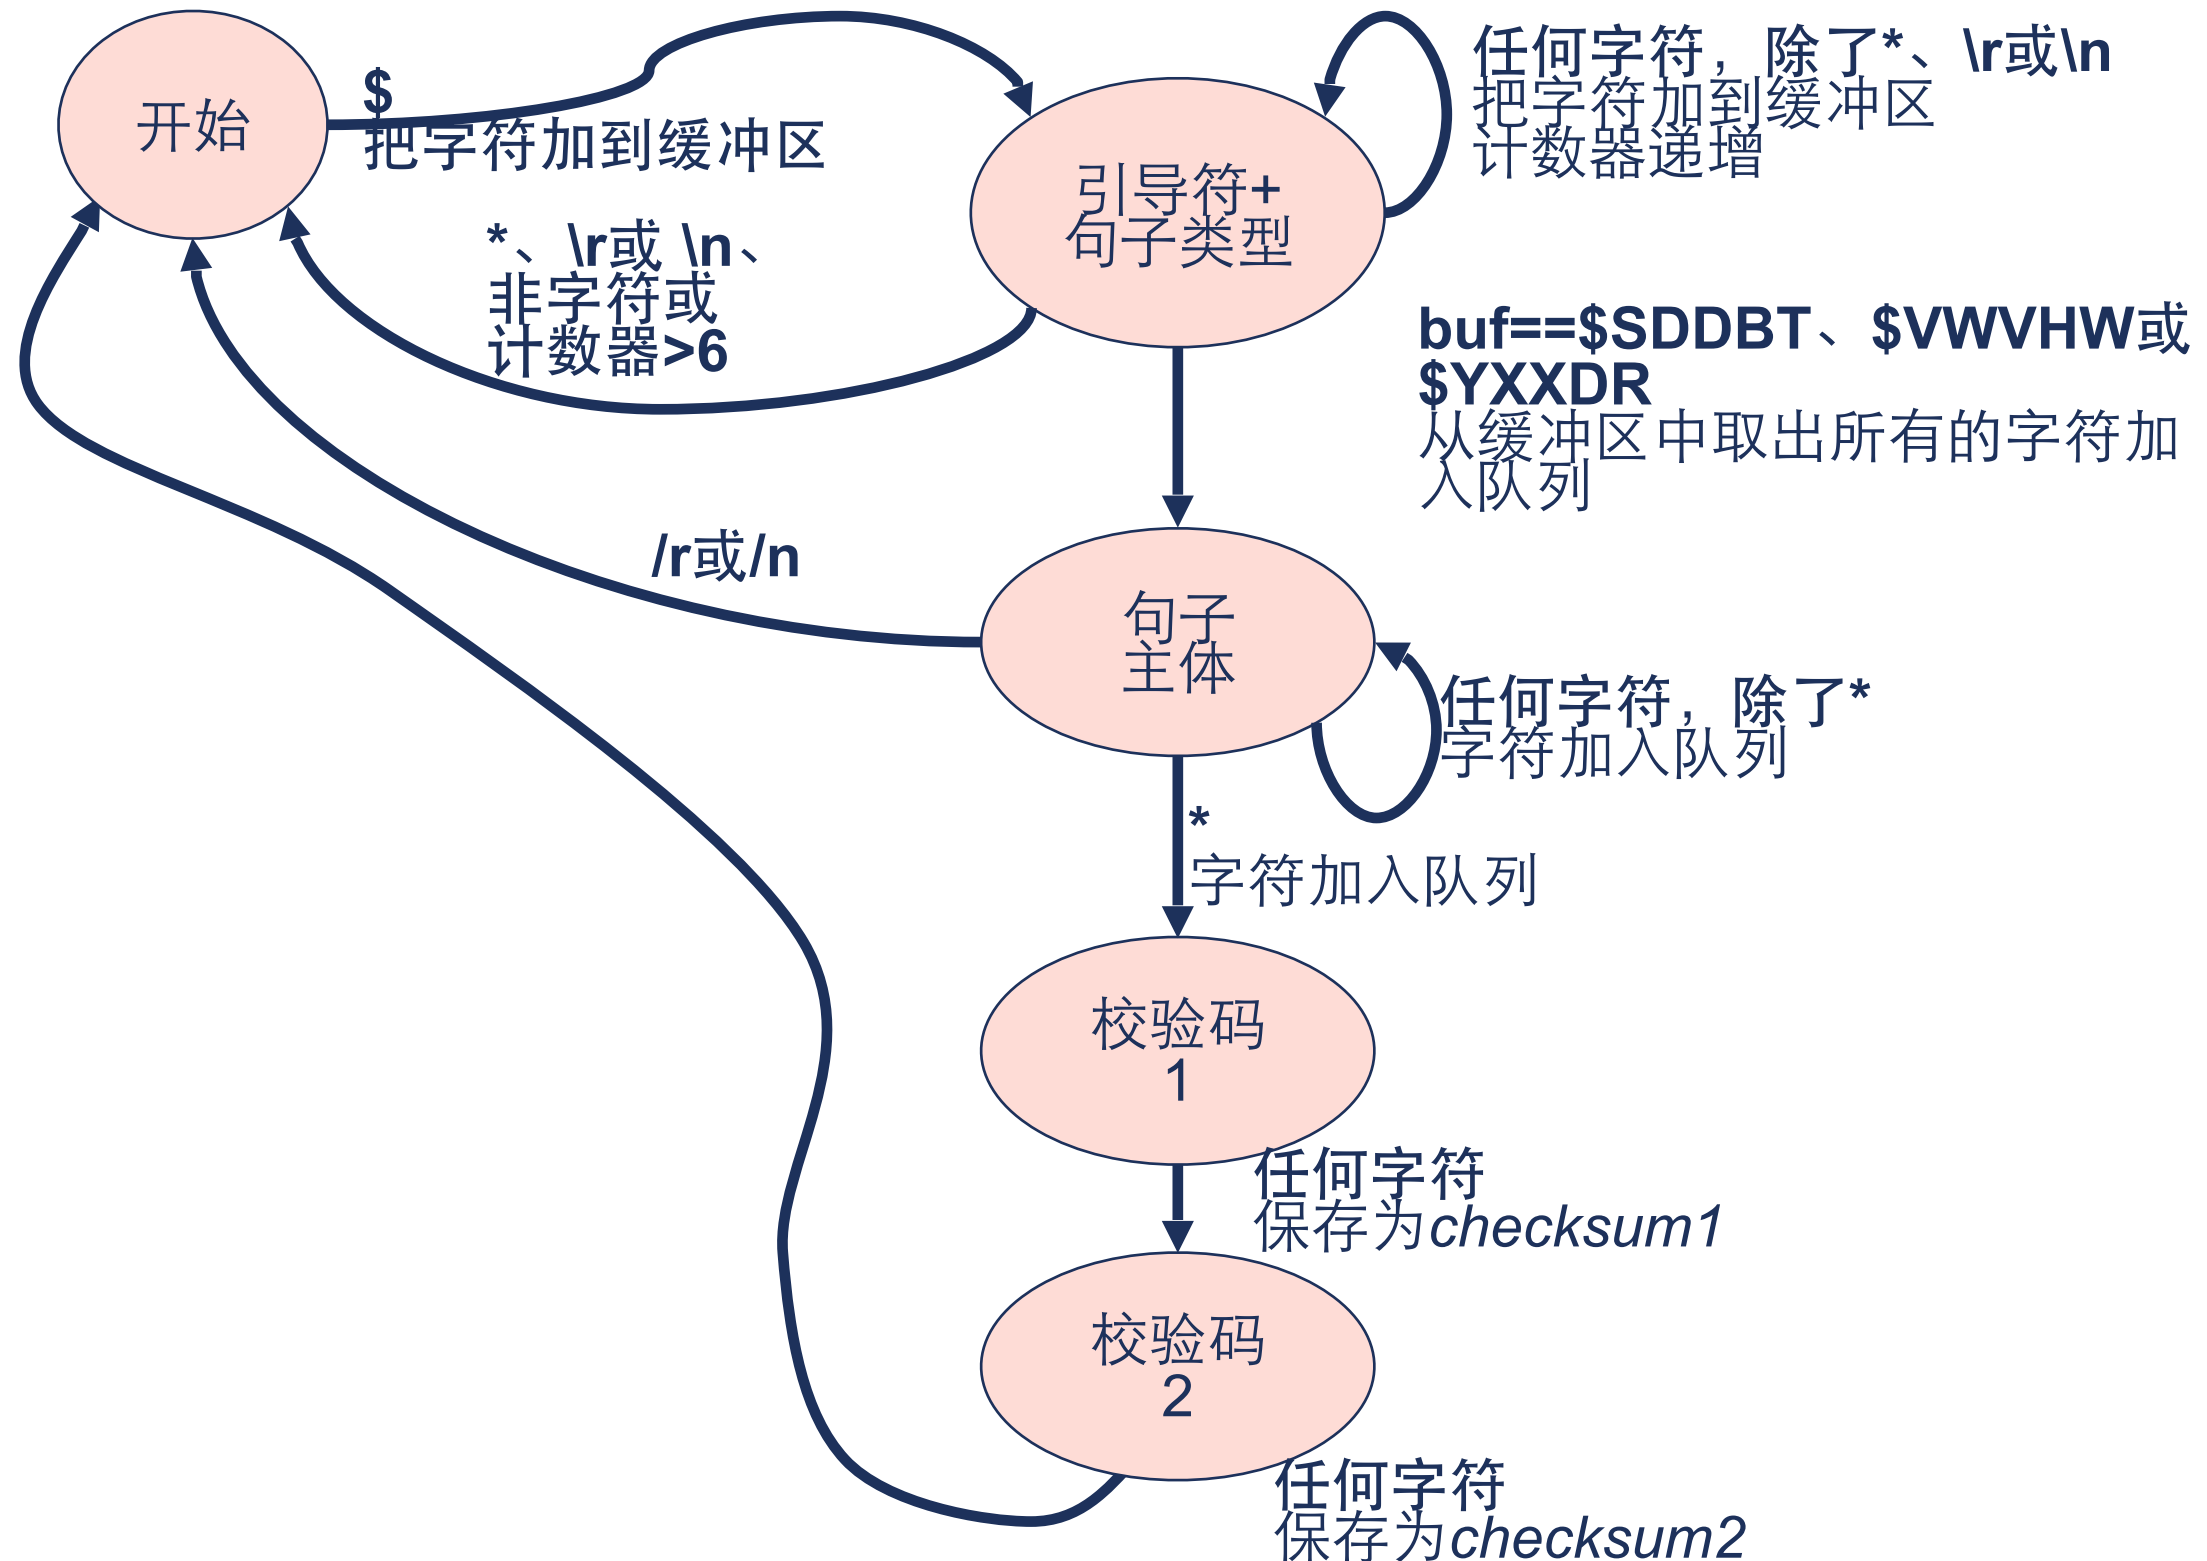 开始
$
把字符加到缓冲区
任何字符，除了*、\r或\n
把字符加到缓冲区
计数器递增
引导符+
句子类型
*、\r或 \n、
非字符或
计数器>6
buf==$SDDBT、$VWVHW或
$YXXDR
从缓冲区中取出所有的字符加
入队列
/r或/n
句子
主体
任何字符，除了*
字符加入队列
*
字符加入队列
校验码
1
任何字符
保存为checksum1
校验码
2
任何字符
保存为checksum2